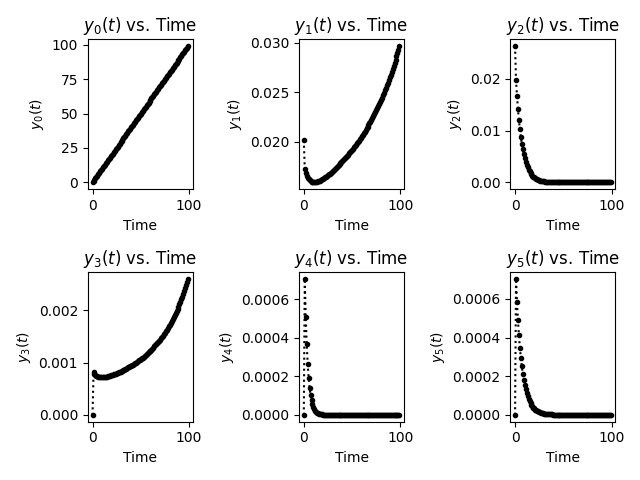 y₀(t) vs. Time
100
75
50
25
0
y₀(t)
0
100
Time
y₁(t) vs. Time
0.030
0.025
0.020
y₁(t)
0
100
Time
y₂(t) vs. Time
0.02
0.01
0.00
y₂(t)
0
100
Time
y₃(t) vs. Time
0.002
0.001
0.000
y₃(t)
0
100
Time
y₄(t) vs. Time
0.0006
0.0004
0.0002
0.0000
y₄(t)
0
100
Time
y₅(t) vs. Time
0.0006
0.0004
0.0002
0.0000
y₅(t)
0
100
Time